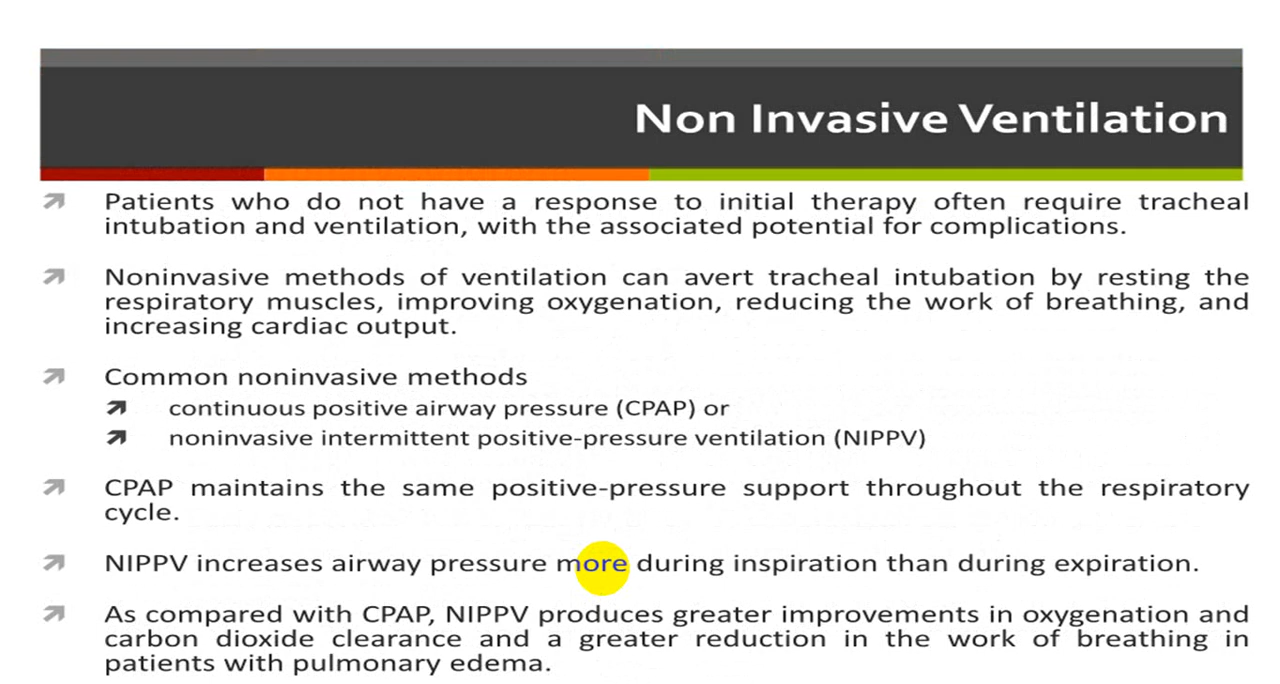 Non Invasive Ventilation
Patients who do not have a response to initial therapy often require tracheal
intubation and ventilation, with the associated potential for complications.
Noninvasive methods of ventilation can avert tracheal intubation by resting the
respiratory muscles, improving oxygenation, reducing the work of breathing, and
increasing cardiac output.
Common noninvasive methods
continuous positive airway pressure (CPAP) or
noninvasive intermittent positive-pressure ventilation (NIPPV)
CPAP maintains the same positive-pressure support throughout the respiratory
cycle.
NIPPV increases airway pressure more during inspiration than during expiration.
As compared with CPAP, NIPPV produces greater improvements in oxygenation and
carbon dioxide clearance and a greater reduction in the work of breathing in
patients with pulmonary edema.